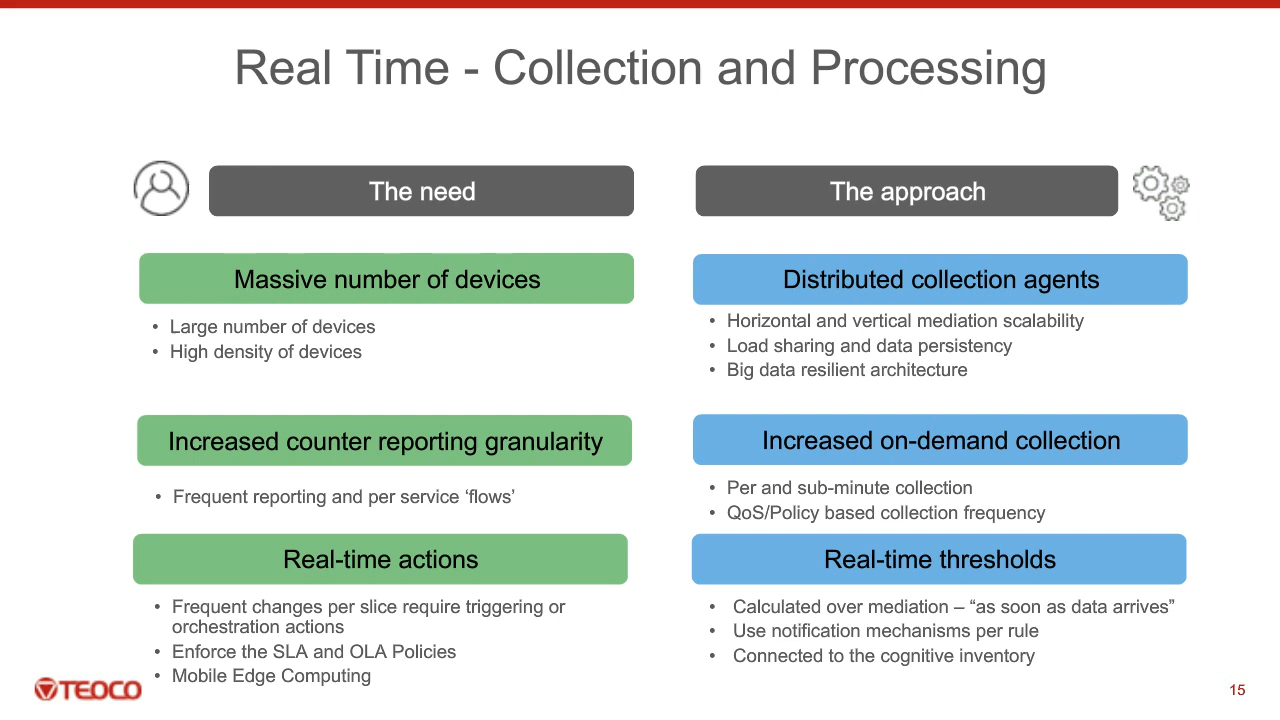 Real Time - Collection and Processing
The need
Massive number of devices
• Large number of devices
• High density of devices
Increased counter reporting granularity
• Frequent reporting and per service ‘flows’
Real-time actions
• Frequent changes per slice require triggering or
orchestration actions
• Enforce the SLA and OLA Policies
• Mobile Edge Computing
The approach
Distributed collection agents
• Horizontal and vertical mediation scalability
• Load sharing and data persistency
• Big data resilient architecture
Increased on-demand collection
• Per and sub-minute collection
• QoS/Policy based collection frequency
Real-time thresholds
• Calculated over mediation – “as soon as data arrives”
• Use notification mechanisms per rule
• Connected to the cognitive inventory
TEOCO
15